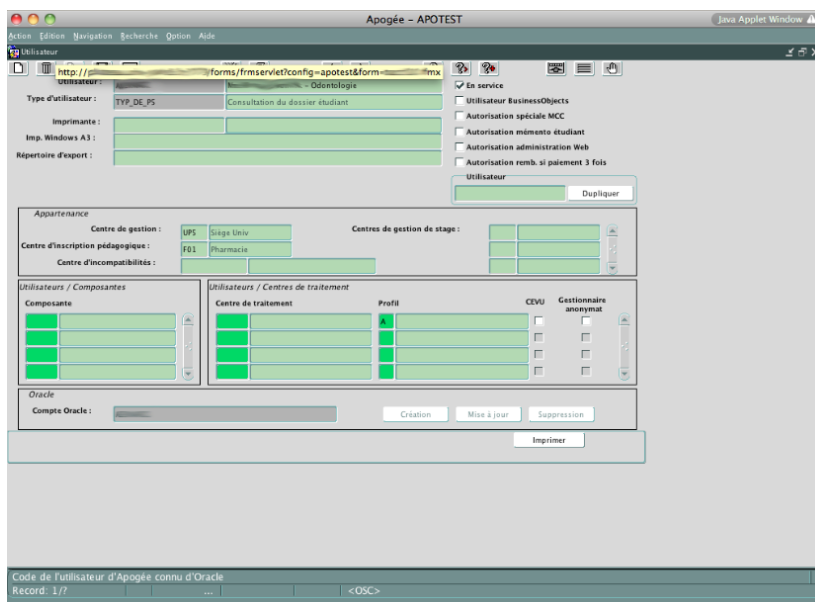 Apogée – APOTEST
Java Applet Window
Action Edition Navigation Recherche Option Aide
Utilisateur
http:// /forms/frmservlet?config=apotest&form= fmx
Utilisateur : - Odontologie
Type d'utilisateur : TYP_DE_PS Consultation du dossier étudiant
Imprimante :
Imp. Windows A3 :
Répertoire d'export :
En service
Utilisateur BusinessObjects
Autorisation spéciale MCC
Autorisation mémento étudiant
Autorisation administration Web
Autorisation remb. si paiement 3 fois
Utilisateur
Dupliquer
Appartenance
Centre de gestion : UPS Siège Univ Centres de gestion de stage :
Centre d'inscription pédagogique : F01 Pharmacie
Centre d'incompatibilités :
Utilisateurs / Composantes
Composante
Utilisateurs / Centres de traitement
Centre de traitement Profil CEVU Gestionnaire
anonymat
A
Oracle
Compte Oracle : Création Mise à jour Suppression
Imprimer
Code de l'utilisateur d'Apogée connu d'Oracle
Record: 1/? ... <OSC>